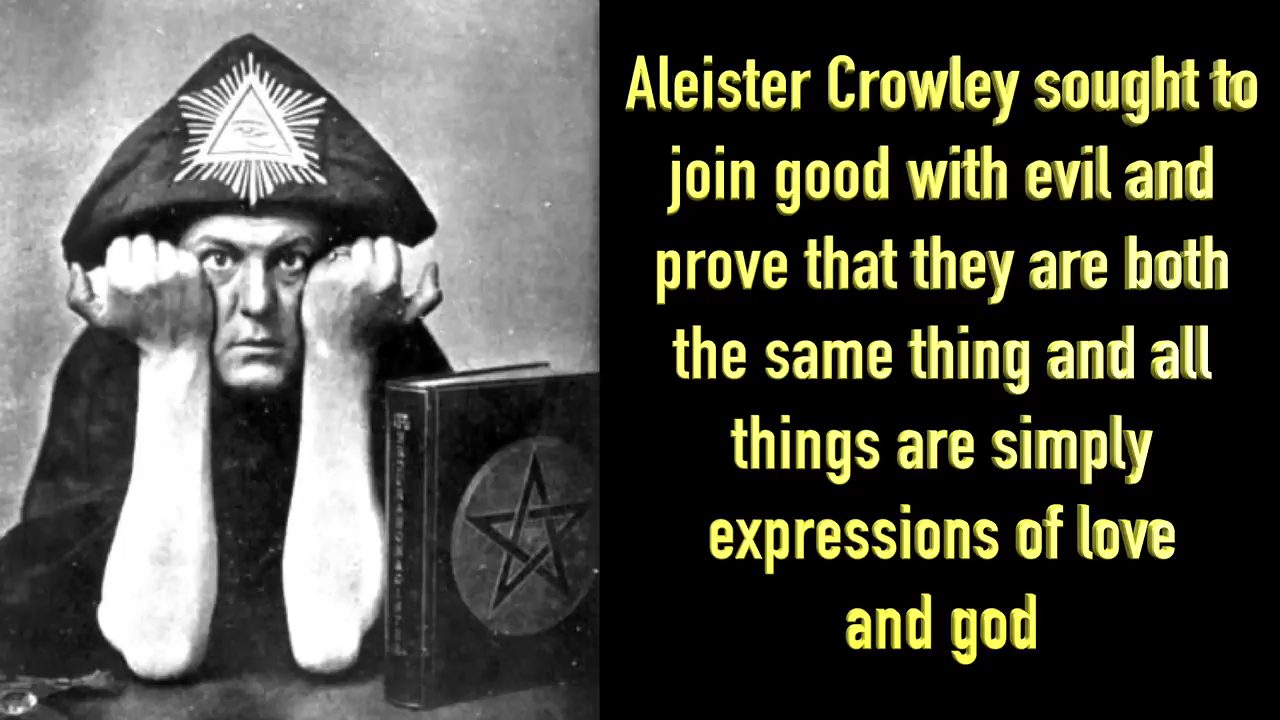 Aleister Crowley sought to
join good with evil and
prove that they are both
the same thing and all
things are simply
expressions of love
and god